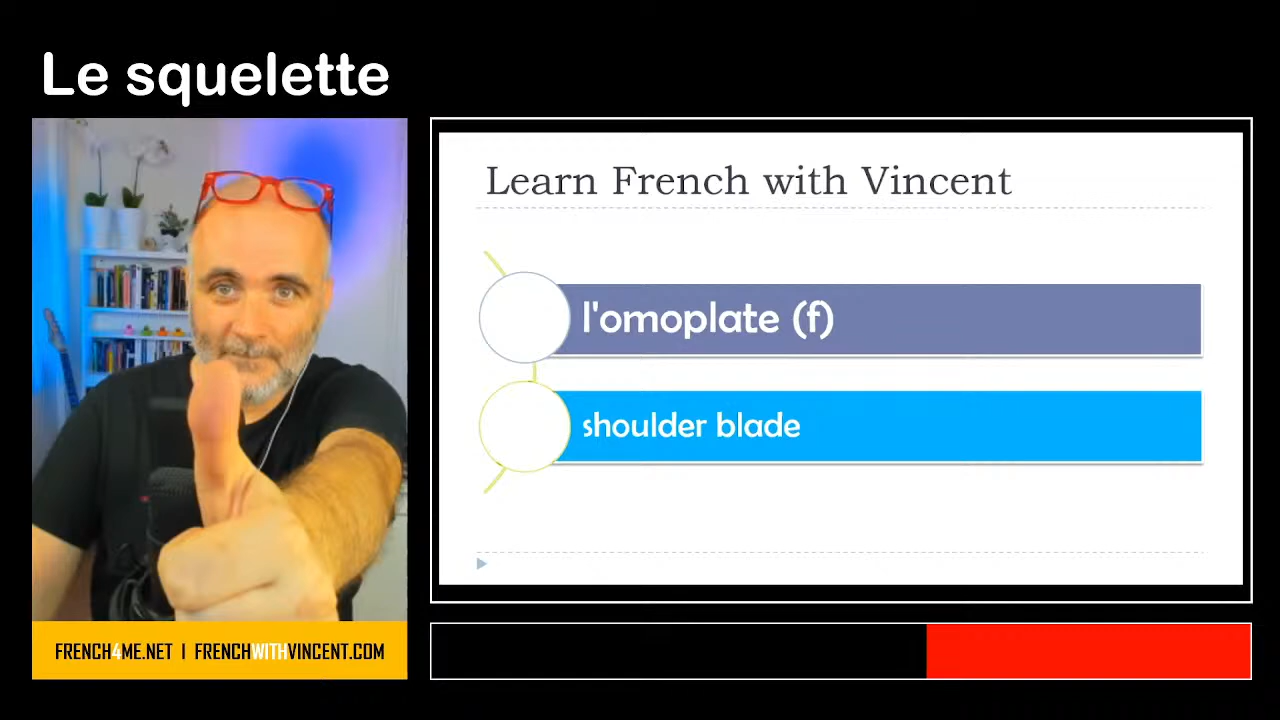 Le squelette
Learn French with Vincent
l'omoplate (f)
shoulder blade
FRENCH4ME.NET I FRENCHWITHVINCENT.COM